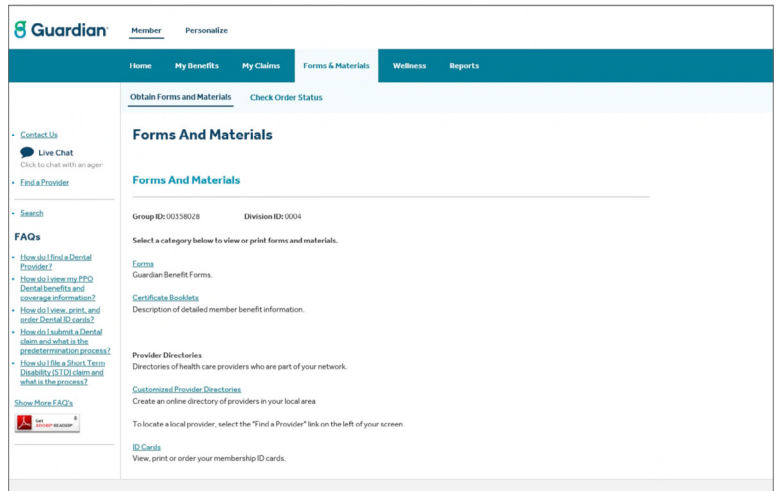 Guardian
Member Personalize
Home My Benefits My Claims Forms & Materials Wellness Reports
Obtain Forms and Materials Check Order Status
Contact Us
Live Chat
Click to chat with an agen
Find a Provider
Search
FAQs
How do I find a Dental
Provider?
How do I view my PPO
Dental benefits and
coverage information?
How do I view, print, and
order Dental ID cards?
How do I submit a Dental
claim and what is the
predetermination process?
How do I file a Short Term
Disability (STD) claim and
what is the process?
Show More FAQ's
Get
ADOBE® READER®
Forms And Materials
Forms And Materials
Group ID: 00358028 Division ID: 0004
Select a category below to view or print forms and materials.
Forms
Guardian Benefit Forms.
Certificate Booklets
Description of detailed member benefit information.
Provider Directories
Directories of health care providers who are part of your network.
Customized Provider Directories
Create an online directory of providers in your local area
To locate a local provider, select the "Find a Provider" link on the left of your screen.
ID Cards
View, print or order your membership ID cards.